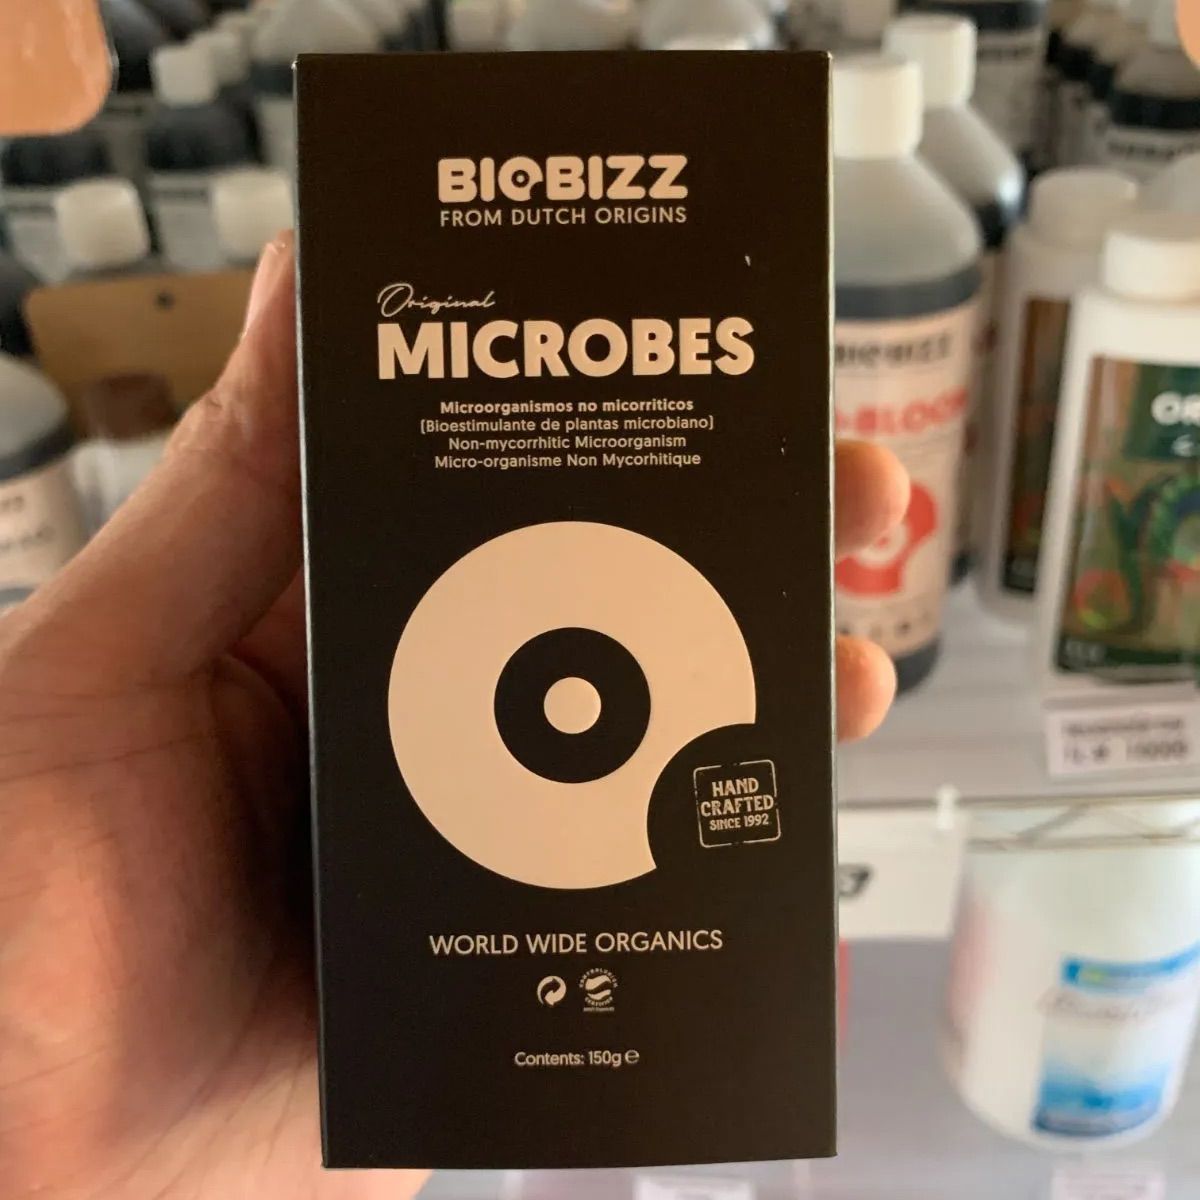 BIOBIZZ
FROM DUTCH ORIGINS
Original
MICROBES
Microorganismos no micorriticos
(Bioestimulante de plantas microbiano)
Non-mycorrhitic Microorganism
Micro-organisme Non Mycorhitique
HAND
CRAFTED
SINCE 1992
WORLD WIDE ORGANICS
Contents: 150g ℮